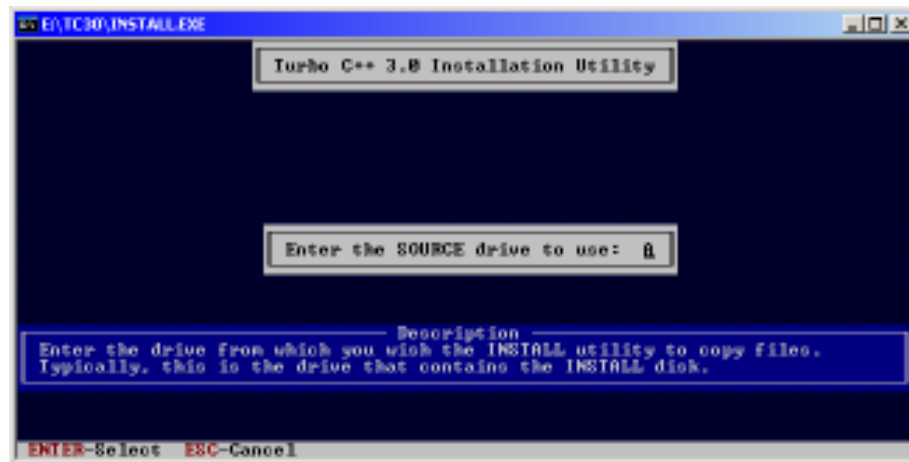 E:\TC30\INSTALL.EXE
Turbo C++ 3.0 Installation Utility
Enter the SOURCE drive to use: A
Description
Enter the drive from which you wish the INSTALL utility to copy files.
Typically, this is the drive that contains the INSTALL disk.
ENTER-Select ESC-Cancel